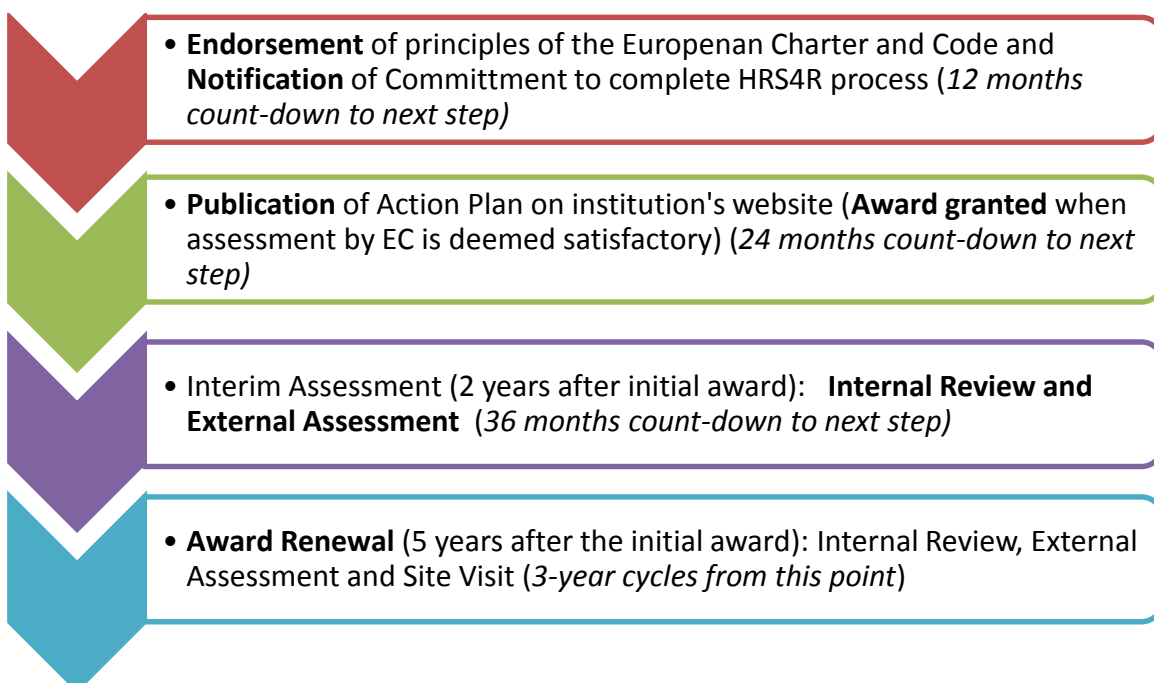 • Endorsement of principles of the Europenan Charter and Code and
Notification of Committment to complete HRS4R process (12 months
count-down to next step)
• Publication of Action Plan on institution's website (Award granted when
assessment by EC is deemed satisfactory) (24 months count-down to next
step)
• Interim Assessment (2 years after initial award): Internal Review and
External Assessment (36 months count-down to next step)
• Award Renewal (5 years after the initial award): Internal Review, External
Assessment and Site Visit (3-year cycles from this point)